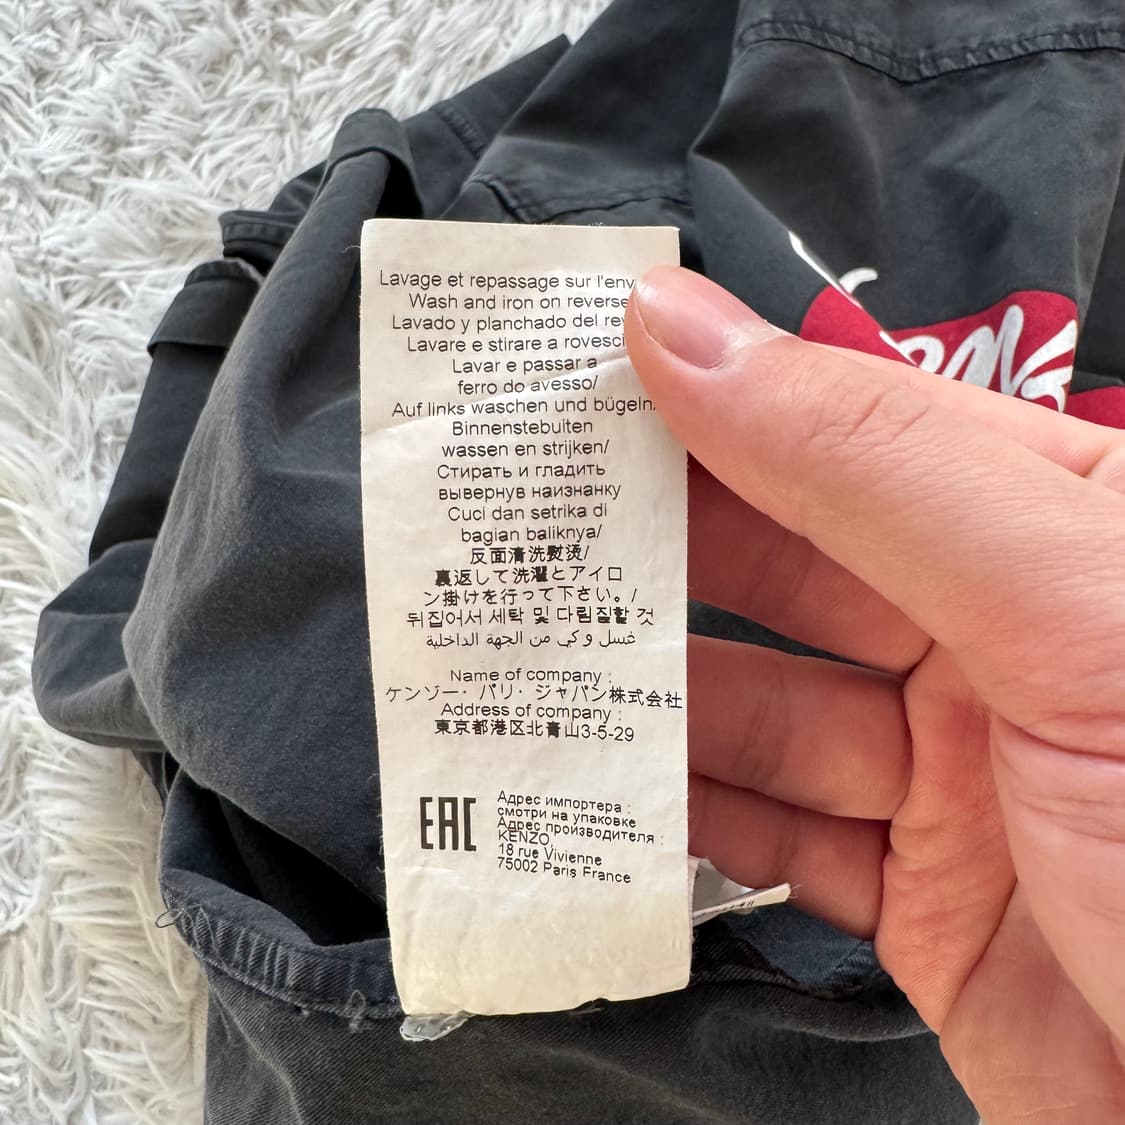 Lavage et repassage sur l'env
Wash and iron on reverse
Lavado y planchado del rev
Lavare e stirare a rovesci
Lavar e passar a
ferro do avesso/
Auf links waschen und bügeln/
Binnenstebuiten
wassen en strijken/
Стирать и гладить
вывернув наизнанку
Cuci dan setrika di
bagian baliknya/
反面清洗熨烫/
裏返して洗濯とアイロ
ン掛けを行って下さい。/
뒤집어서 세탁 및 다림질할 것
غسل و كي من الجهة الداخلية
Name of company :
ケンゾー・パリ・ジャパン株式会社
Address of company :
東京都港区北青山3-5-29
EAC
Адрес импортера :
смотри на упаковке
Адрес производителя :
KENZO,
18 rue Vivienne
75002 Paris France